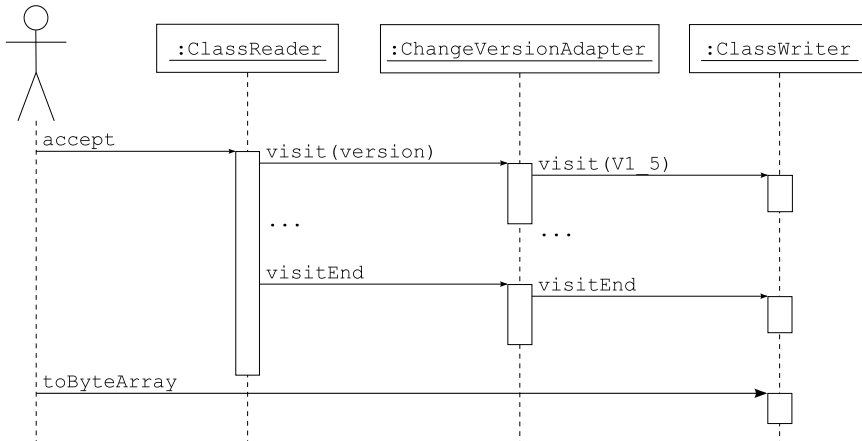 :ClassReader
:ChangeVersionAdapter
:ClassWriter
accept
visit(version)
visit(V1_5)
...
...
visitEnd
visitEnd
toByteArray